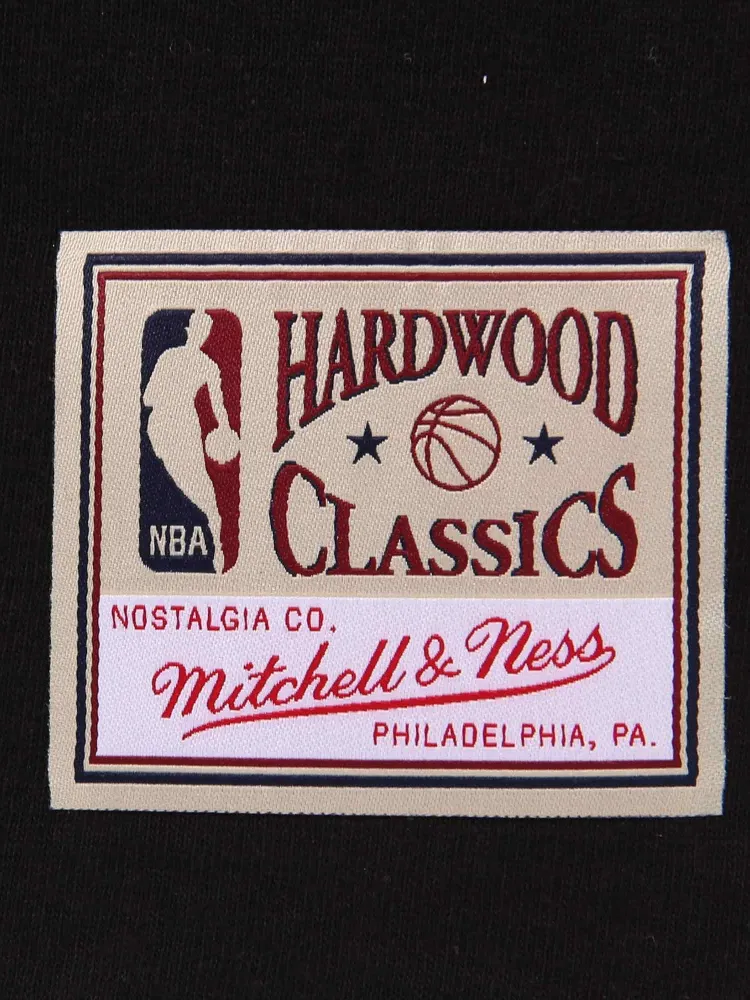 HARDWOOD
CLASSICS
NBA
NOSTALGIA CO.
Mitchell & Ness
PHILADELPHIA, PA.